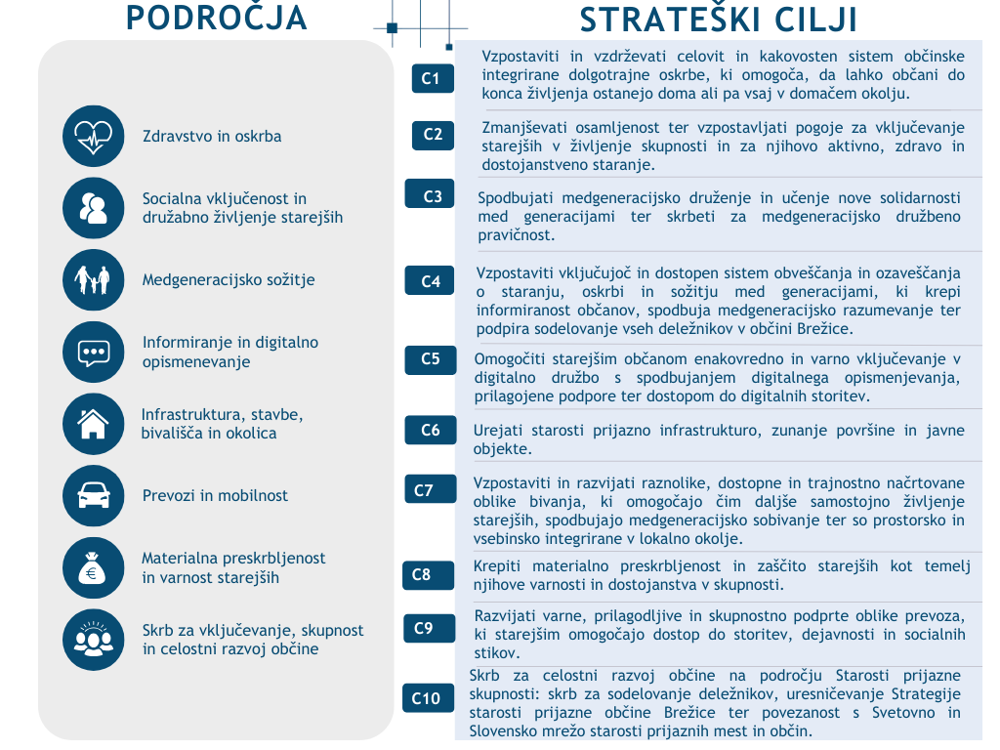 PODROČJA
Zdravstvo in oskrba
Socialna vključenost in
družabno življenje starejših
Medgeneracijsko sožitje
Informiranje in digitalno
opismenevanje
Infrastruktura, stavbe,
bivališča in okolica
Prevozi in mobilnost
Materialna preskrbljenost
in varnost starejših
Skrb za vključevanje, skupnost
in celostni razvoj občine
STRATEŠKI CILJI
C1
Vzpostaviti in vzdrževati celovit in kakovosten sistem občinske
integrirane dolgotrajne oskrbe, ki omogoča, da lahko občani do
konca življenja ostanejo doma ali pa vsaj v domačem okolju.
C2
Zmanjševati osamljenost ter vzpostavljati pogoje za vključevanje
starejših v življenje skupnosti in za njihovo aktivno, zdravo in
dostojanstveno staranje.
C3
Spodbujati medgeneracijsko druženje in učenje nove solidarnosti
med generacijami ter skrbeti za medgeneracijsko družbeno
pravičnost.
C4
Vzpostaviti vključujoč in dostopen sistem obveščanja in ozaveščanja
o staranju, oskrbi in sožitju med generacijami, ki krepi
informiranost občanov, spodbuja medgeneracijsko razumevanje ter
podpira sodelovanje vseh deležnikov v občini Brežice.
C5
Omogočiti starejšim občanom enakovredno in varno vključevanje v
digitalno družbo s spodbujanjem digitalnega opismenjevanja,
prilagojene podpore ter dostopom do digitalnih storitev.
C6
Urejati starosti prijazno infrastrukturo, zunanje površine in javne
objekte.
C7
Vzpostaviti in razvijati raznolike, dostopne in trajnostno načrtovane
oblike bivanja, ki omogočajo čim daljše samostojno življenje
starejših, spodbujajo medgeneracijsko sobivanje ter so prostorsko in
vsebinsko integrirane v lokalno okolje.
C8
Krepiti materialno preskrbljenost in zaščito starejših kot temelj
njihove varnosti in dostojanstva v skupnosti.
C9
Razvijati varne, prilagodljive in skupnostno podprte oblike prevoza,
ki starejšim omogočajo dostop do storitev, dejavnosti in socialnih
stikov.
C10
Skrb za celostni razvoj občine na področju Starosti prijazne
skupnosti: skrb za sodelovanje deležnikov, uresničevanje Strategije
starosti prijazne občine Brežice ter povezanost s Svetovno in
Slovensko mrežo starosti prijaznih mest in občin.